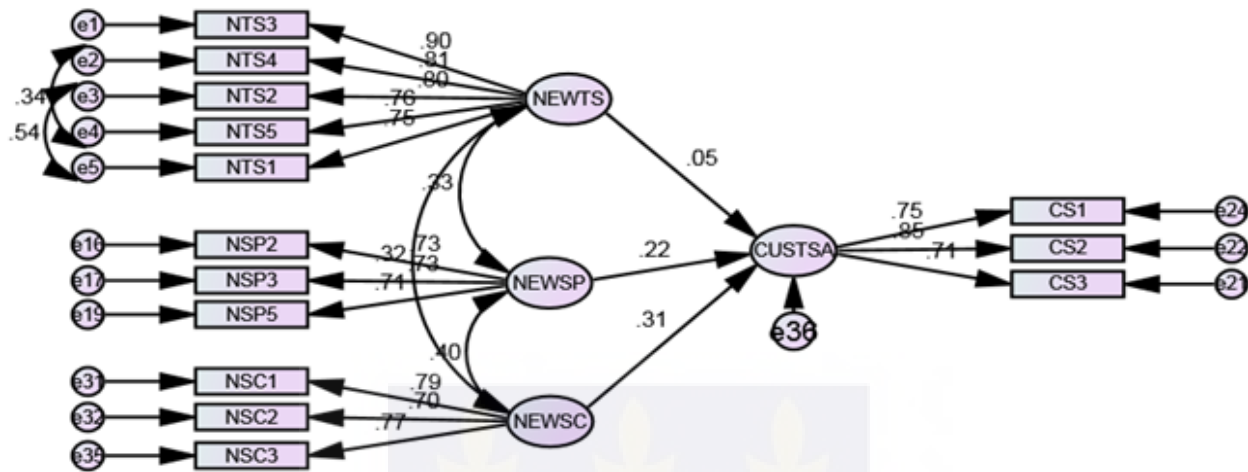 e1 NTS3
.90
e2 NTS4
.81
.80
e3 NTS2
.34
.76
NEWTS
e4 NTS5
.75
.54
e5 NTS1
.05
.33
.75
CS1 e24
.85
e16 NSP2
.32 .73
CUSTSA
CS2 e22
.73
.22
.71
e17 NSP3
.71
NEWSP
CS3 e21
e19 NSP5
.31
e36
.40
e31 NSC1
.79
.70
e32 NSC2
.77
NEWSC
e35 NSC3